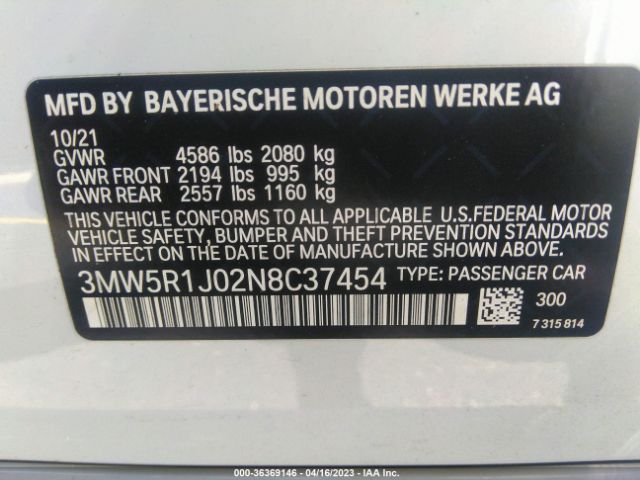 MFD BY BAYERISCHE MOTOREN WERKE AG
10/21
GVWR 4586 lbs 2080 kg
GAWR FRONT 2194 lbs 995 kg
GAWR REAR 2557 lbs 1160 kg
THIS VEHICLE CONFORMS TO ALL APPLICABLE U.S.FEDERAL MOTOR
VEHICLE SAFETY, BUMPER AND THEFT PREVENTION STANDARDS
IN EFFECT ON THE DATE OF MANUFACTURE SHOWN ABOVE.
3MW5R1J02N8C37454 TYPE: PASSENGER CAR
300
7 315 814
000-36369146 - 04/16/2023 - IAA Inc.